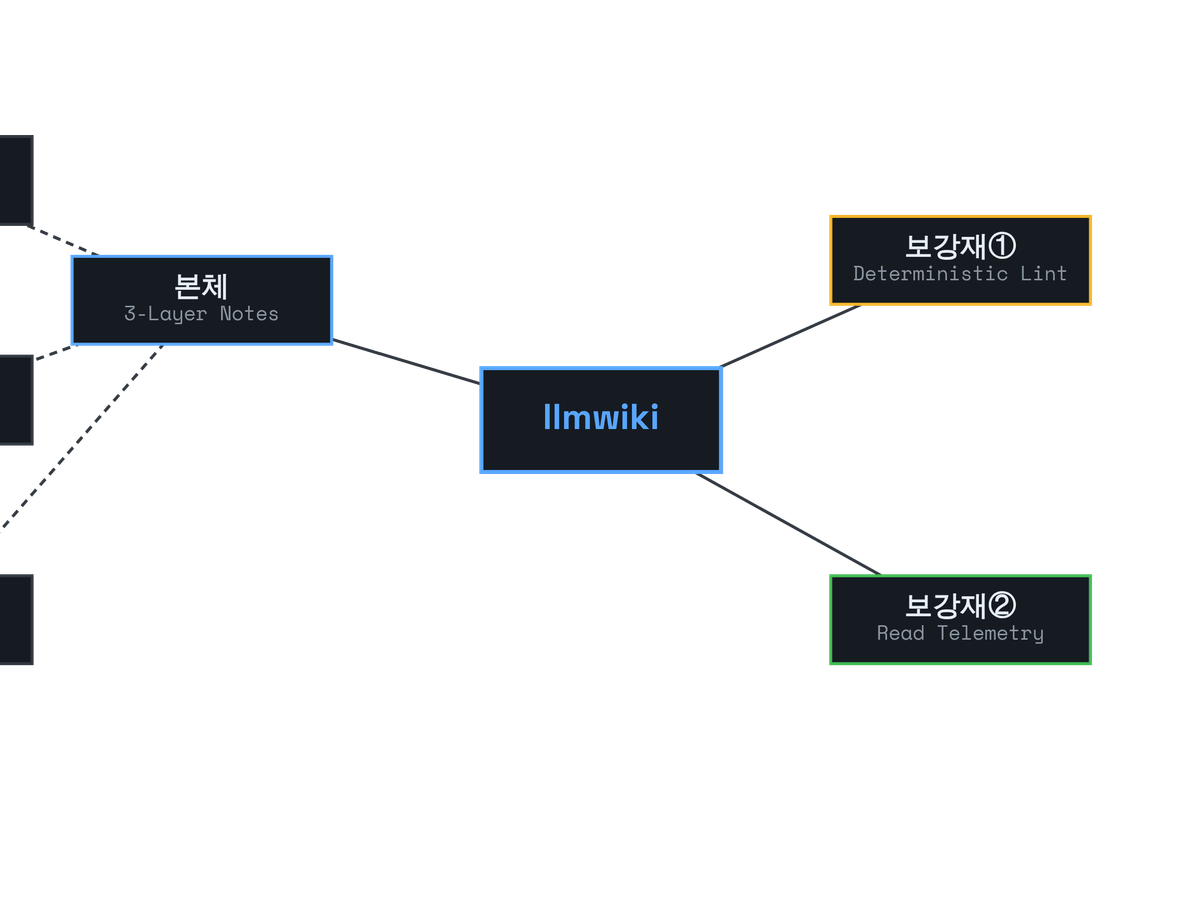 본체
3-Layer Notes
llmwiki
보강재①
Deterministic Lint
보강재②
Read Telemetry